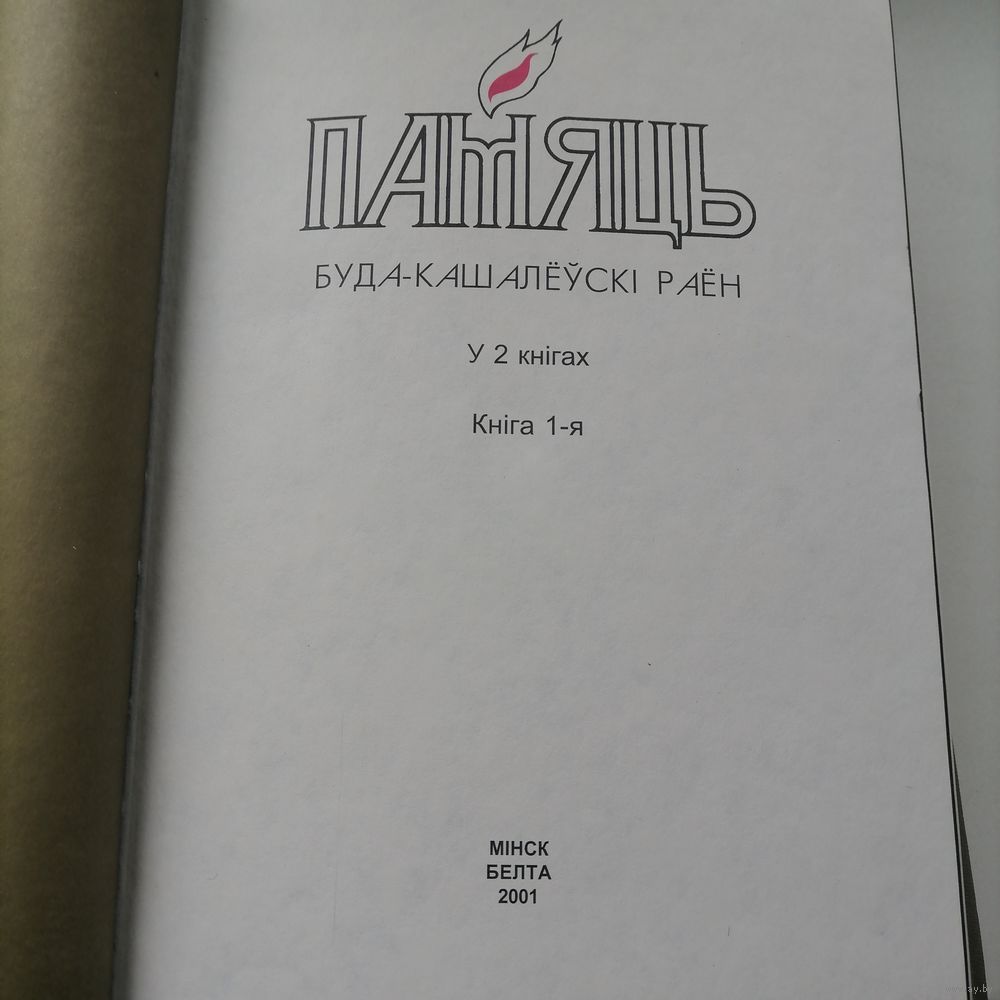 ПАМЯЦЬ
БУДА-КАШАЛЁЎСКІ РАЁН
У 2 кнігах
Кніга 1-я
МІНСК
БЕЛТА
2001